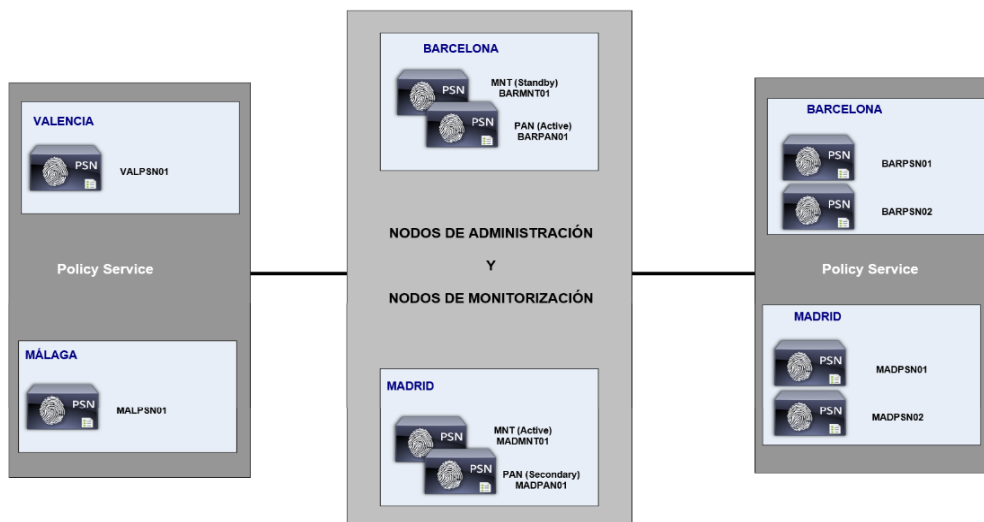 VALENCIA
PSN
VALPSN01
Policy Service
MÁLAGA
PSN
MALPSN01
BARCELONA
PSN
MNT (Standby)
BARMNT01
PSN
PAN (Active)
BARPAN01
NODOS DE ADMINISTRACIÓN
Y
NODOS DE MONITORIZACIÓN
MADRID
PSN
MNT (Active)
MADMNT01
PSN
PAN (Secondary)
MADPAN01
BARCELONA
PSN
BARPSN01
PSN
BARPSN02
Policy Service
MADRID
PSN
MADPSN01
PSN
MADPSN02